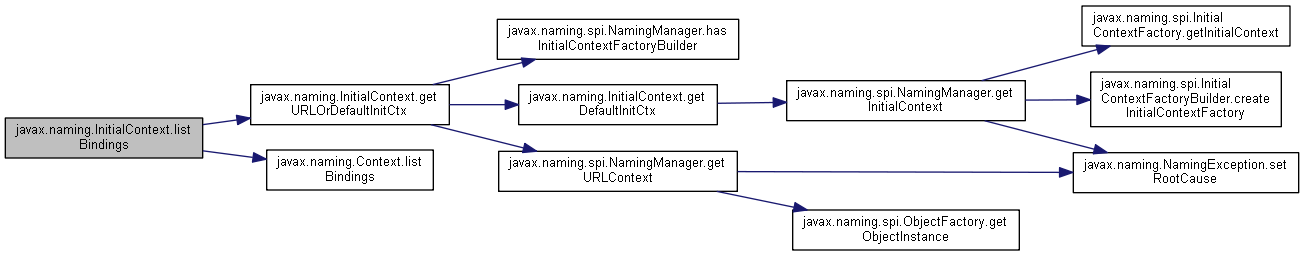 javax.naming.InitialContext.list
Bindings
javax.naming.InitialContext.get
URLOrDefaultInitCtx
javax.naming.Context.list
Bindings
javax.naming.spi.NamingManager.has
InitialContextFactoryBuilder
javax.naming.InitialContext.get
DefaultInitCtx
javax.naming.spi.NamingManager.get
URLContext
javax.naming.spi.NamingManager.get
InitialContext
javax.naming.spi.ObjectFactory.get
ObjectInstance
javax.naming.spi.Initial
ContextFactory.getInitialContext
javax.naming.spi.Initial
ContextFactoryBuilder.create
InitialContextFactory
javax.naming.NamingException.set
RootCause